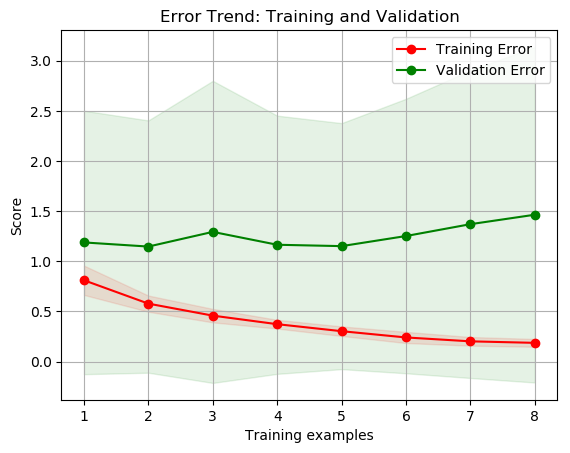 Error Trend: Training and Validation
Training Error
Validation Error
3.0
2.5
2.0
1.5
1.0
0.5
0.0
Score
1 2 3 4 5 6 7 8
Training examples